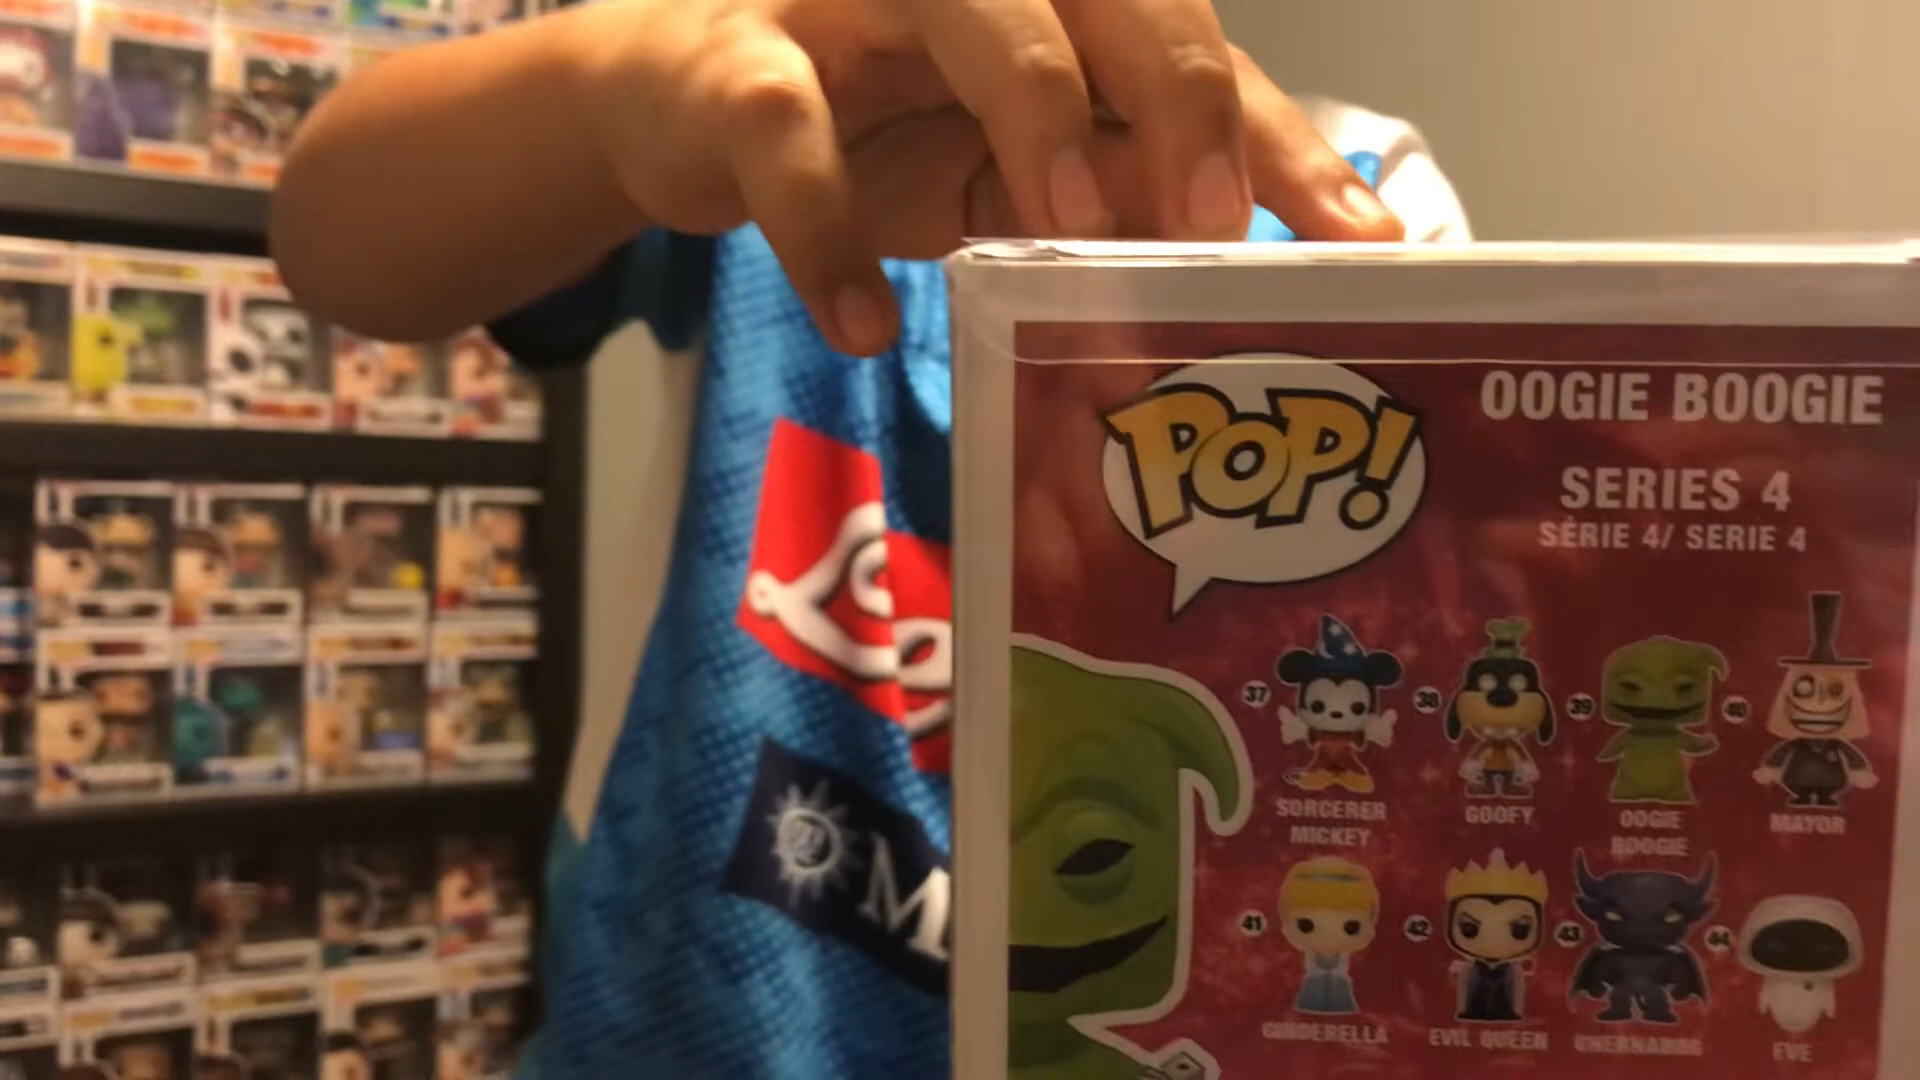 POP!
OOGIE BOOGIE
SERIES 4
SÉRIE 4/ SERIE 4
37
38
39
40
SORCERER
MICKEY
GOOFY
OOGIE
BOOGIE
MAYOR
41
42
43
44
CINDERELLA
EVIL QUEEN
CHERNABOG
EVE
M